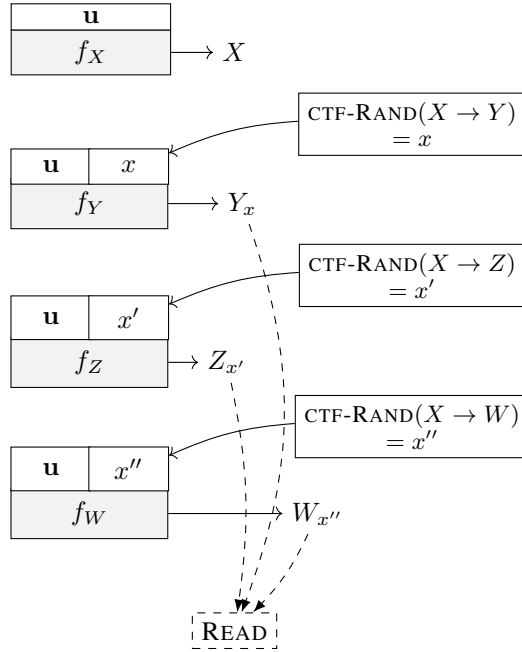 u
f_X X
CTF-RAND(X → Y)
= x
u x
f_Y Y_x
CTF-RAND(X → Z)
= x′
u x′
f_Z Z_{x′}
CTF-RAND(X → W)
= x′′
u x′′
f_W W_{x′′}
READ